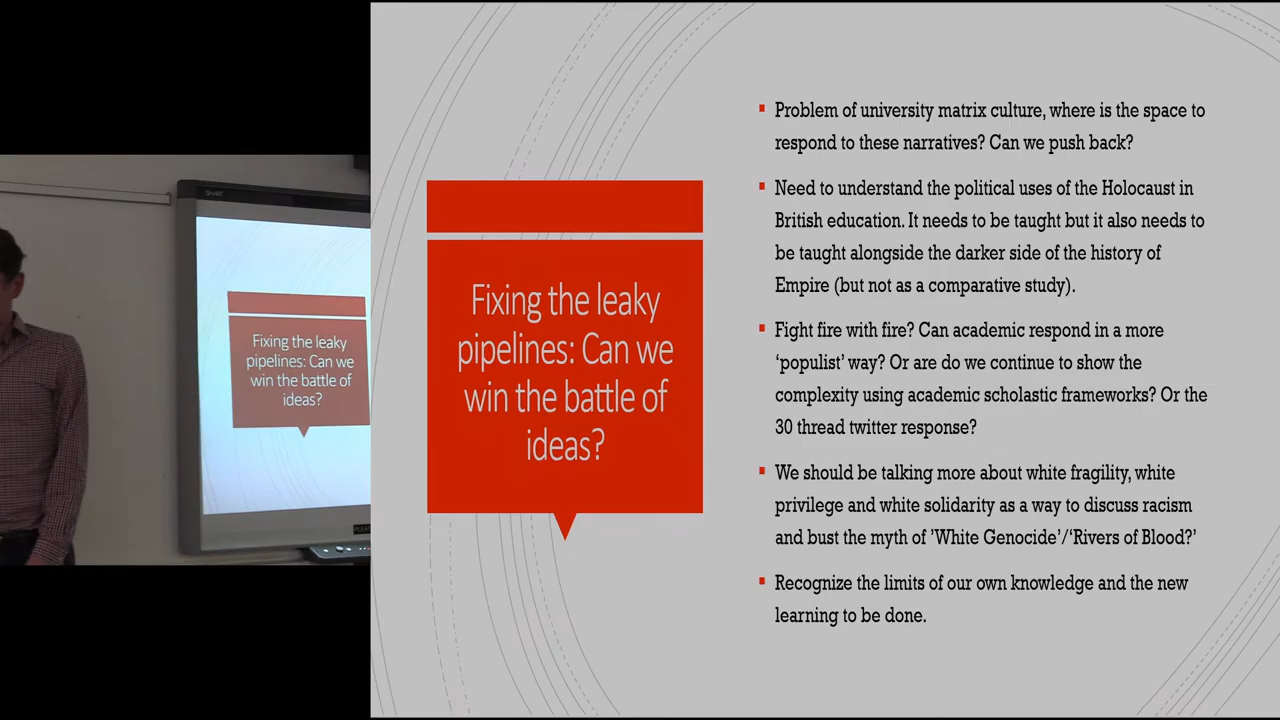 Problem of university matrix culture, where is the space to
respond to these narratives? Can we push back?
Need to understand the political uses of the Holocaust in
British education. It needs to be taught but it also needs to
be taught alongside the darker side of the history of
Empire (but not as a comparative study).
Fight fire with fire? Can academic respond in a more
‘populist’ way? Or are do we continue to show the
complexity using academic scholastic frameworks? Or the
30 thread twitter response?
We should be talking more about white fragility, white
privilege and white solidarity as a way to discuss racism
and bust the myth of ’White Genocide’/‘Rivers of Blood?’
Recognize the limits of our own knowledge and the new
learning to be done.
Fixing the leaky
pipelines: Can we
win the battle of
ideas?
SMART
Fixing the leaky
pipelines: Can we
win the battle of
ideas?